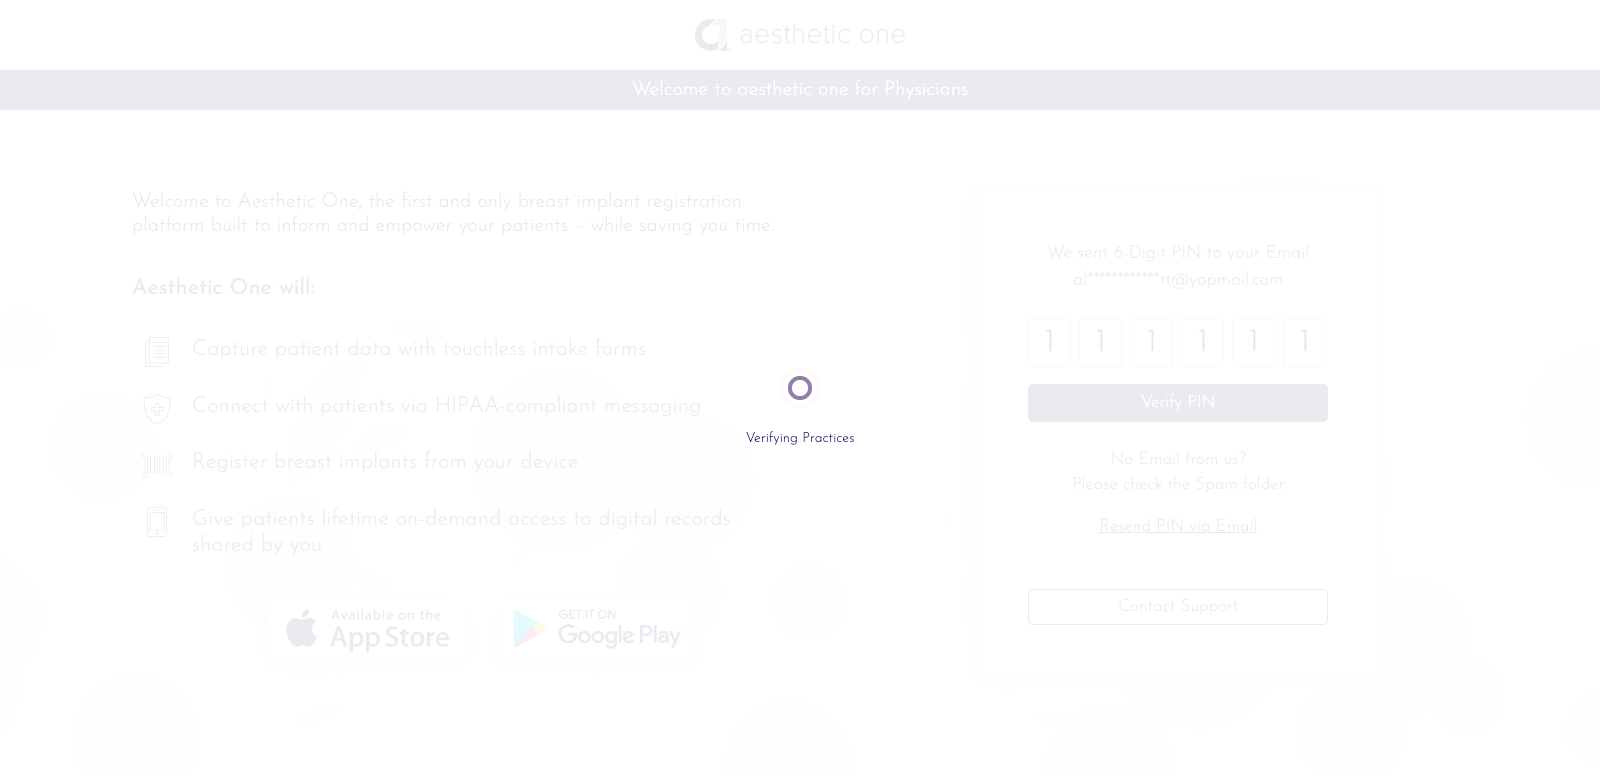 aesthetic one
Welcome to aesthetic one for Physicians
Welcome to Aesthetic One, the first and only breast implant registration
platform built to inform and empower your patients – while saving you time.
Aesthetic One will:
Capture patient data with touchless intake forms
Connect with patients via HIPAA-compliant messaging
Register breast implants from your device
Give patients lifetime on-demand access to digital records
shared by you
Available on the
App Store
GET IT ON
Google Play
Verifying Practices
We sent 6-Digit PIN to your Email
al************tt@yopmail.com
1 1 1 1 1 1
Verify PIN
No Email from us?
Please check the Spam folder
Resend PIN via Email
Contact Support